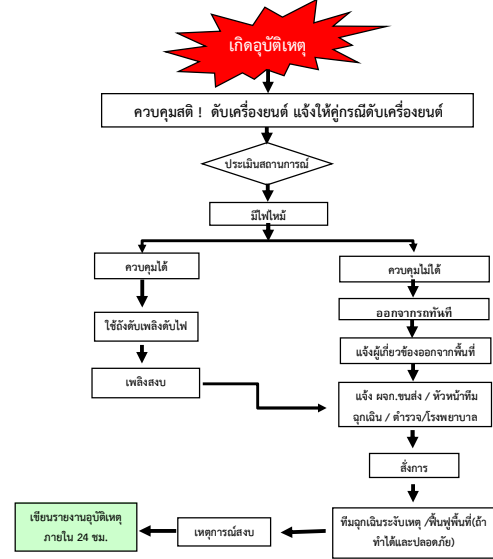 เกิดอุบัติเหตุ
ควบคุมสติ ! ดับเครื่องยนต์ แจ้งให้คู่กรณีดับเครื่องยนต์
ประเมินสถานการณ์
มีไฟไหม้
ควบคุมได้
ควบคุมไม่ได้
ออกจากรถทันที
ใช้ถังดับเพลิงดับไฟ
แจ้งผู้เกี่ยวข้องออกจากพื้นที่
เพลิงสงบ
แจ้ง ผจก.ขนส่ง / หัวหน้าทีม
ฉุกเฉิน / ตำรวจ/โรงพยาบาล
สั่งการ
ทีมฉุกเฉินระงับเหตุ /ฟื้นฟูพื้นที่(ถ้า
ทำได้และปลอดภัย)
เหตุการณ์สงบ
เขียนรายงานอุบัติเหตุ
ภายใน 24 ชม.